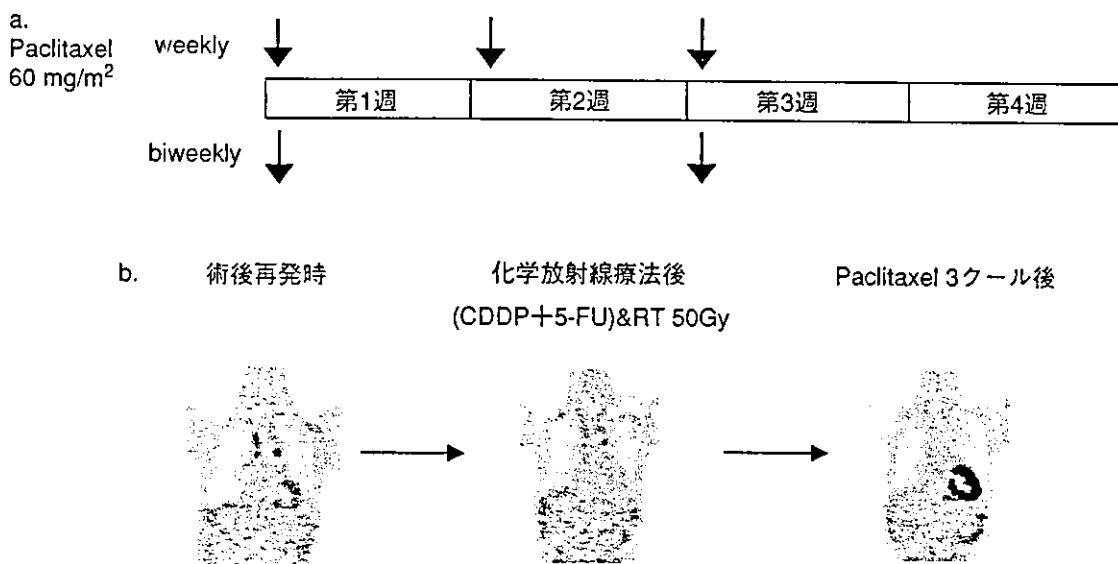 a.
Paclitaxel
60 mg/m²
weekly
第1週 第2週 第3週 第4週
biweekly
b. 術後再発時 化学放射線療法後 Paclitaxel 3クール後
(CDDP＋5-FU)&RT 50Gy